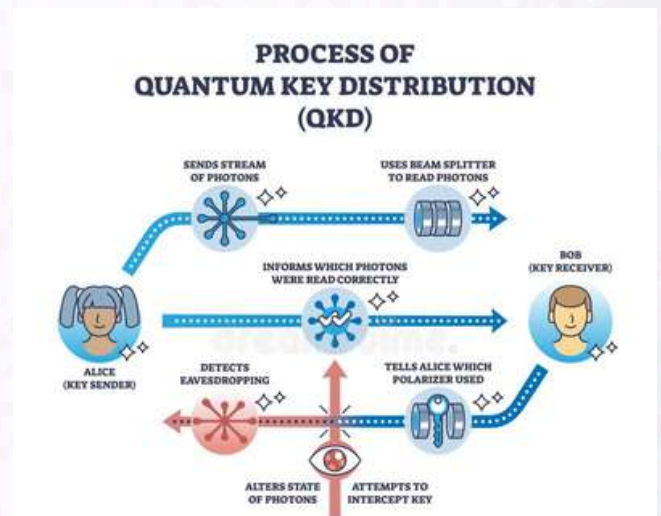 PROCESS OF
QUANTUM KEY DISTRIBUTION
(QKD)
SENDS STREAM
OF PHOTONS
USES BEAM SPLITTER
TO READ PHOTONS
INFORMS WHICH PHOTONS
WERE READ CORRECTLY
BOB
(KEY RECEIVER)
ALICE
(KEY SENDER)
DETECTS
EAVESDROPPING
TELLS ALICE WHICH
POLARIZER USED
ALTERS STATE
OF PHOTONS
ATTEMPTS TO
INTERCEPT KEY